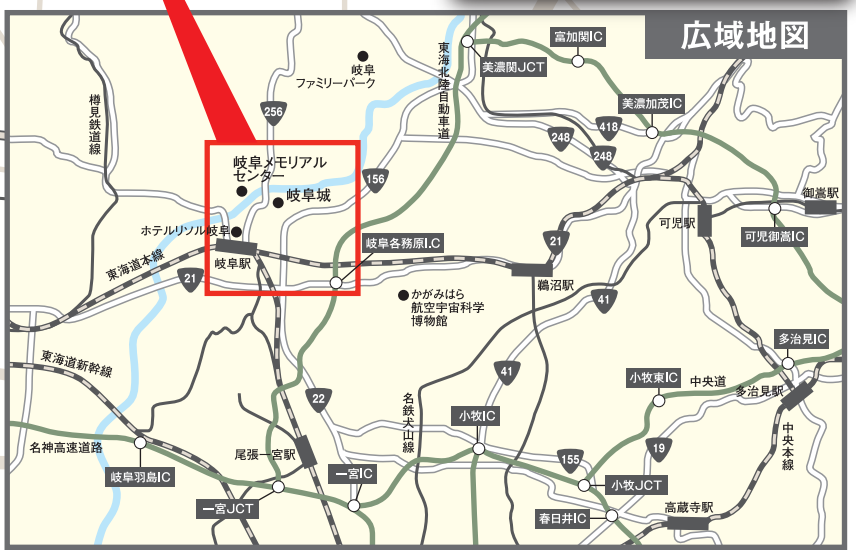 広域地図
富加関IC
東海北陸自動車道
美濃関JCT
岐阜
ファミリーパーク
樽見鉄道線
256
美濃加茂IC
418
248
248
岐阜メモリアル
センター
156
岐阜城
御嵩駅
ホテルリソル岐阜
可児駅
可児御嵩IC
岐阜各務原I.C
21
岐阜駅
東海道本線
21
鵜沼駅
かがみはら
航空宇宙科学
博物館
41
多治見IC
東海道新幹線
41
小牧東IC
中央道
多治見駅
22
名鉄犬山線
小牧IC
中央本線
名神高速道路
尾張一宮駅
19
155
岐阜羽島IC
一宮IC
小牧JCT
一宮JCT
春日井IC
高蔵寺駅